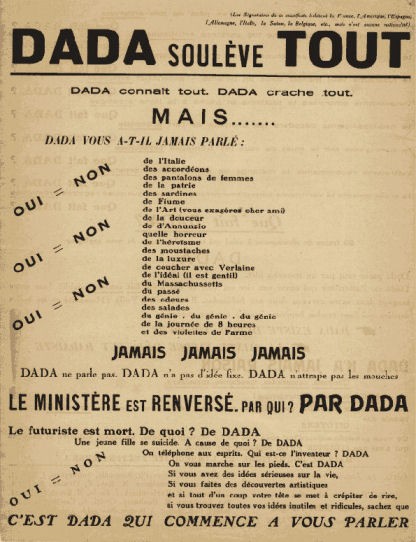 (Les Signataires de ce manifeste habitent la France, l'Amérique, l'Espagne,
l'Allemagne, l'Italie, la Suisse, la Belgique, etc., mais n'ont aucune nationalité).
DADA SOULÈVE TOUT
DADA connaît tout. DADA crache tout.
MAIS.......
DADA VOUS A-T-IL JAMAIS PARLÉ :
de l'Italie
des accordéons
des pantalons de femmes
de la patrie
des sardines
de Fiume
de l'Art (vous exagérez cher ami)
de la douceur
de d'Annunzio
quelle horreur
de l'héroïsme
des moustaches
de la luxure
de coucher avec Verlaine
de l'idéal (il est gentil)
du Massachussetts
du passé
des odeurs
des salades
du génie . du génie . du génie
de la journée de 8 heures
et des violettes de Parme
OUI = NON
OUI = NON
OUI = NON
JAMAIS JAMAIS JAMAIS
DADA ne parle pas. DADA n'a pas d'idée fixe. DADA n'attrape pas les mouches
LE MINISTÈRE EST RENVERSÉ. PAR QUI ? PAR DADA
Le futuriste est mort. De quoi ? De DADA
Une jeune fille se suicide. A cause de quoi ? De DADA
On téléphone aux esprits. Qui est-ce l'inventeur ? DADA
On vous marche sur les pieds. C'est DADA
Si vous avez des idées sérieuses sur la vie,
Si vous faites des découvertes artistiques
et si tout d'un coup votre tête se met à crépiter de rire,
si vous trouvez toutes vos idées inutiles et ridicules, sachez que
OUI = NON
C'EST DADA QUI COMMENCE A VOUS PARLER